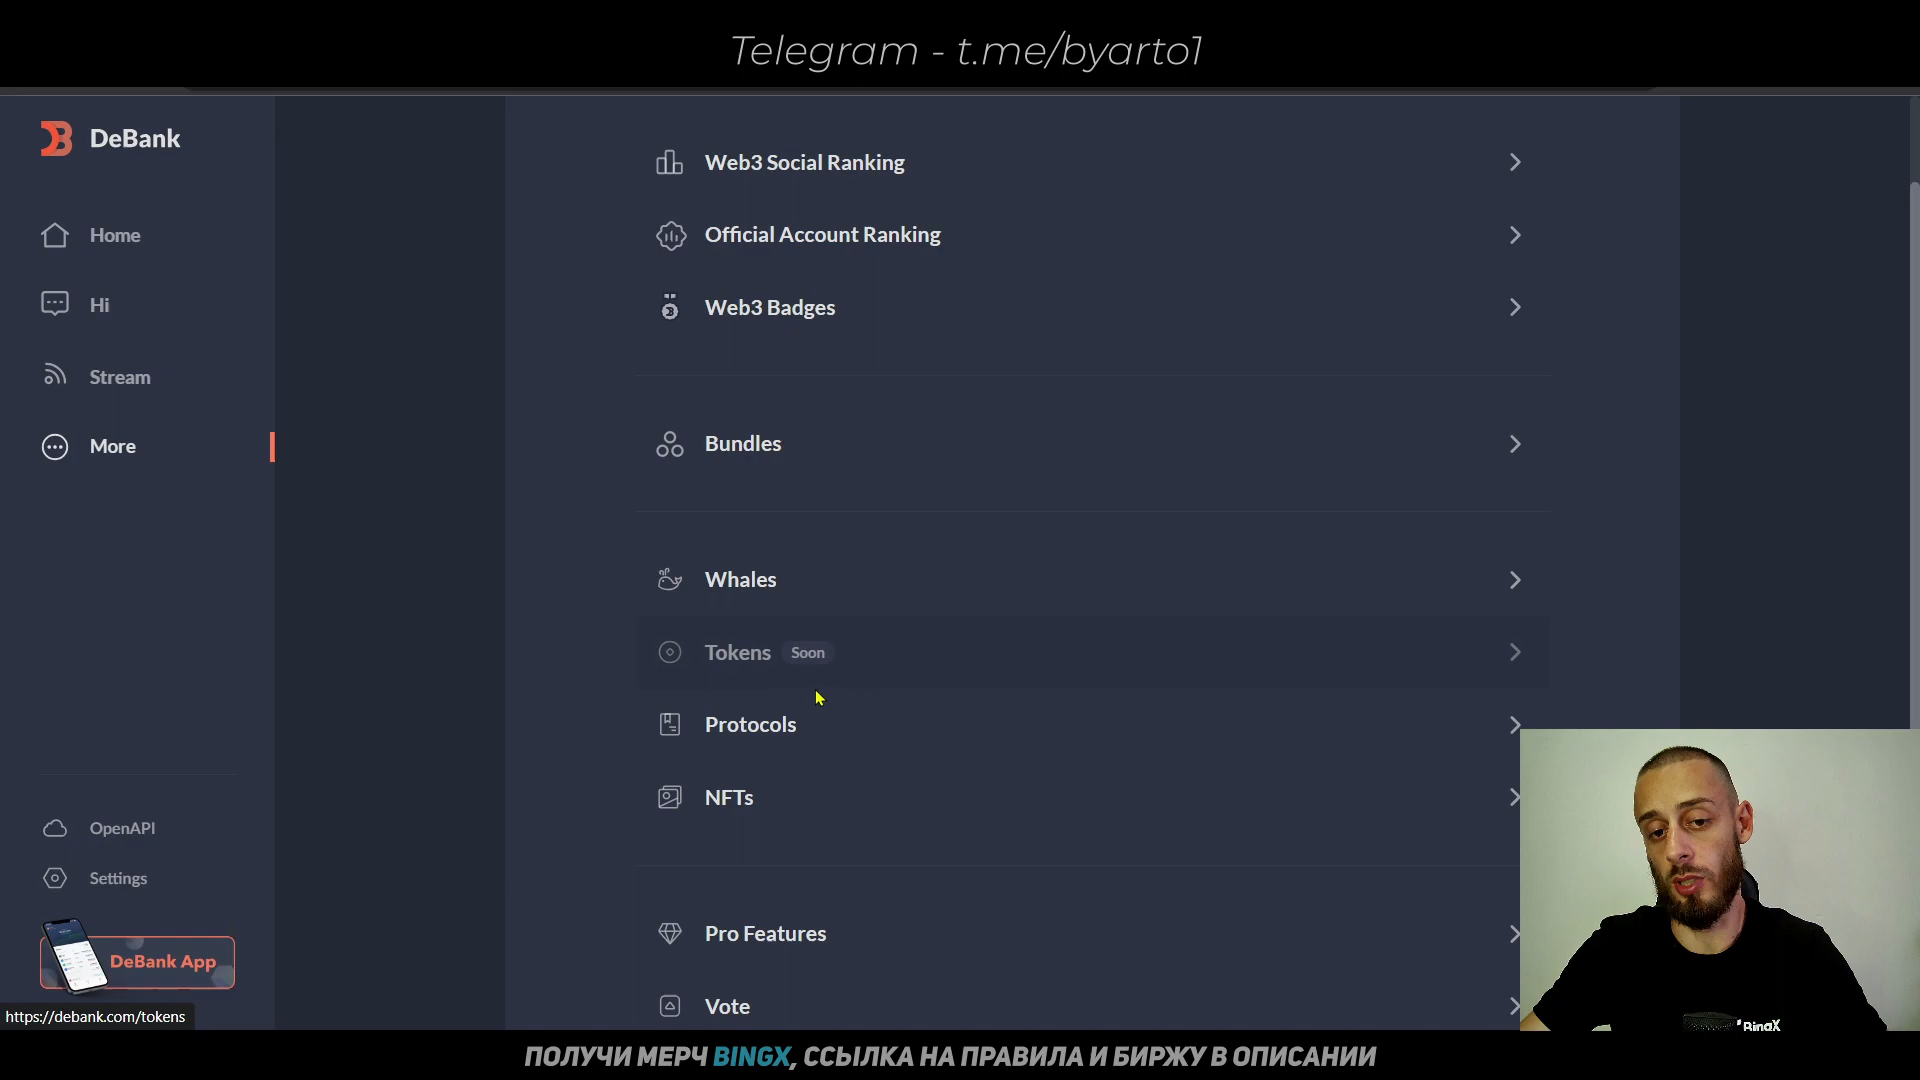 Telegram - t.me/byarto1
DeBank
Home
Hi
Stream
More
OpenAPI
Settings
DeBank App
https://debank.com/tokens
Web3 Social Ranking
Official Account Ranking
Web3 Badges
Bundles
Whales
Tokens Soon
Protocols
NFTs
Pro Features
Vote
BingX
ПОЛУЧИ МЕРЧ BINGX, ССЫЛКА НА ПРАВИЛА И БИРЖУ В ОПИСАНИИ